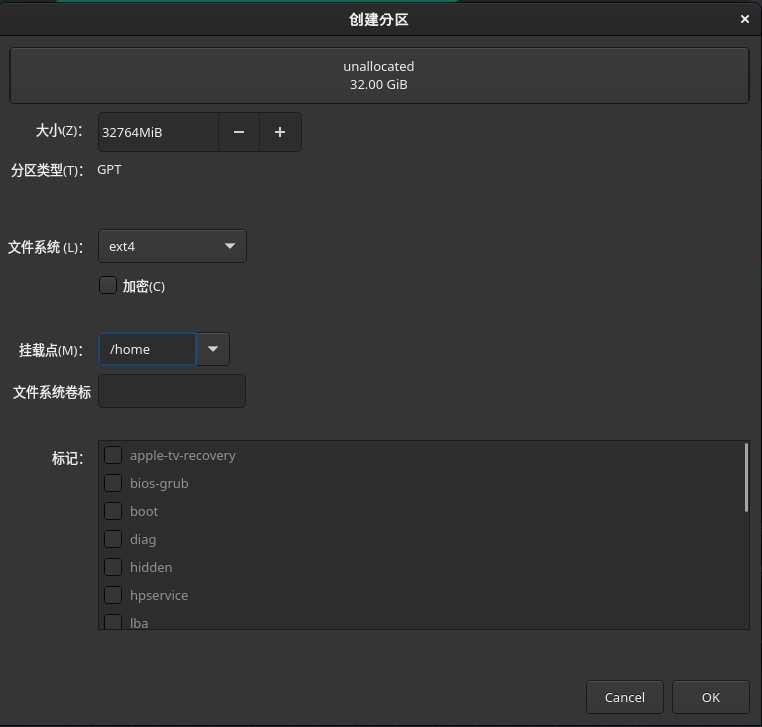 创建分区
unallocated
32.00 GiB
大小(Z)： 32764MiB
分区类型(T)： GPT
文件系统 (L)： ext4
加密(C)
挂载点(M)： /home
文件系统卷标
标记：
apple-tv-recovery
bios-grub
boot
diag
hidden
hpservice
lba
Cancel OK